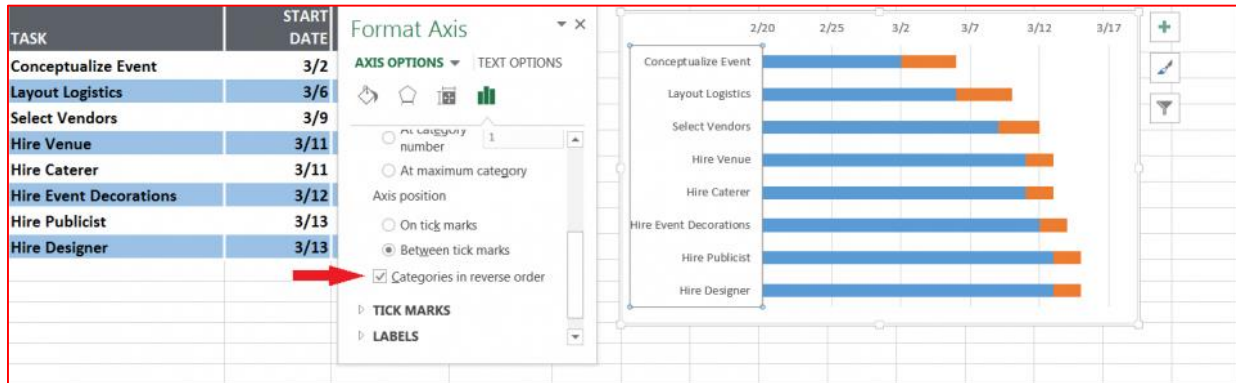 TASK START DATE
Conceptualize Event 3/2
Layout Logistics 3/6
Select Vendors 3/9
Hire Venue 3/11
Hire Caterer 3/11
Hire Event Decorations 3/12
Hire Publicist 3/13
Hire Designer 3/13
Format Axis
AXIS OPTIONS TEXT OPTIONS
At category number 1
At maximum category
Axis position
On tick marks
Between tick marks
Categories in reverse order
TICK MARKS
LABELS
2/20 2/25 3/2 3/7 3/12 3/17
Conceptualize Event
Layout Logistics
Select Vendors
Hire Venue
Hire Caterer
Hire Event Decorations
Hire Publicist
Hire Designer